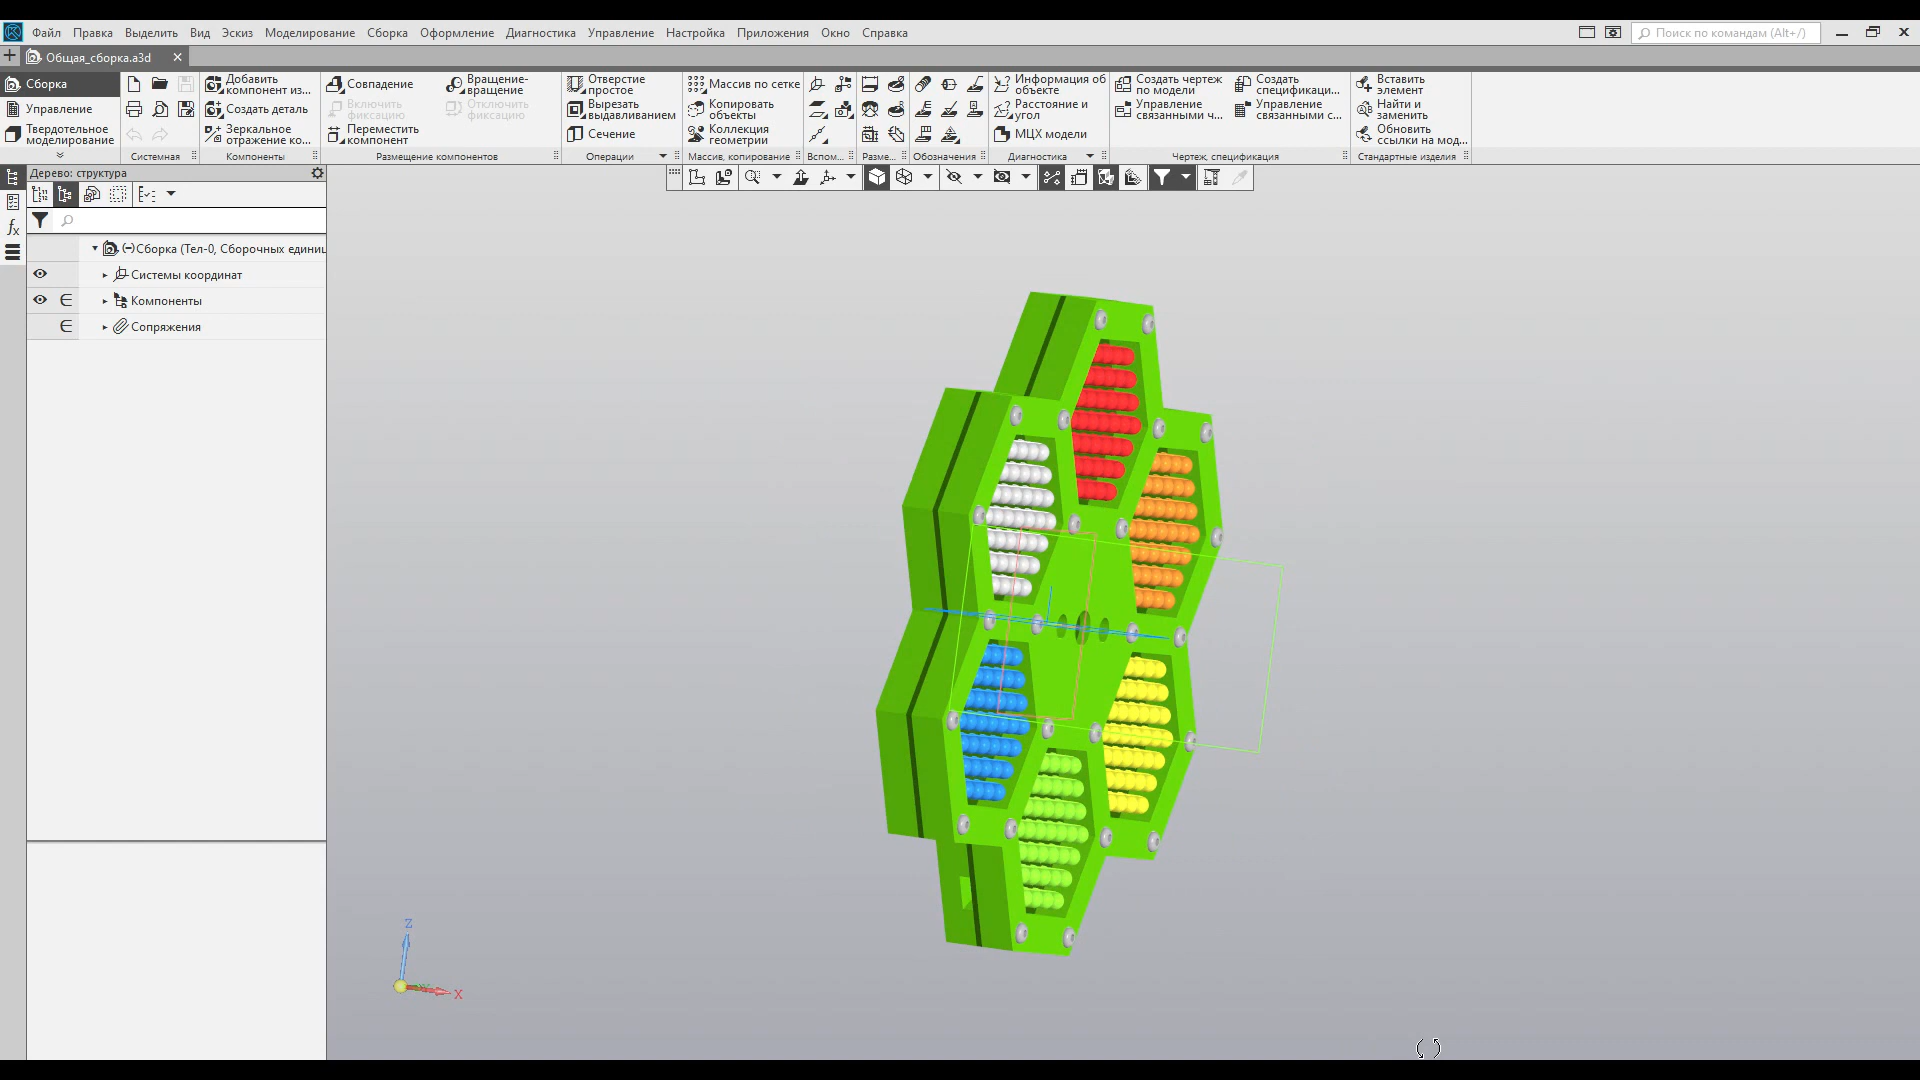 Файл Правка Выделить Вид Эскиз Моделирование Сборка Оформление Диагностика Управление Настройка Приложения Окно Справка
Поиск по командам (Alt+/)
Общая_сборка.a3d
Сборка
Управление
Твердотельное
моделирование
Системная
Добавить
компонент из...
Создать деталь
Зеркальное
отражение ко...
Компоненты
Совпадение
Включить
фиксацию
Переместить
компонент
Вращение-
вращение
Отключить
фиксацию
Размещение компонентов
Отверстие
простое
Вырезать
выдавливанием
Сечение
Операции
Массив по сетке
Копировать
объекты
Коллекция
геометрии
Массив, копирование
Вспом...
Разме...
Обозначения
Информация об
объекте
Расстояние и
угол
МЦХ модели
Диагностика
Создать чертеж
по модели
Управление
связанными ч...
Создать
спецификаци...
Управление
связанными с...
Чертеж, спецификация
Вставить
элемент
Найти и
заменить
Обновить
ссылки на мод...
Стандартные изделия
Дерево: структура
(-)Сборка (Тел-0, Сборочных единиц
Системы координат
Компоненты
Сопряжения
Z
X